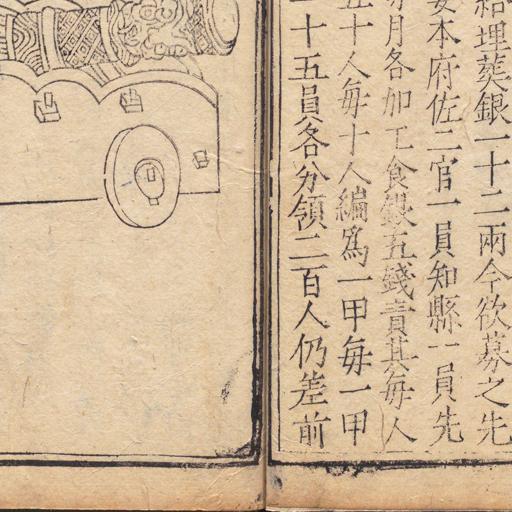 給埋葬銀一十二兩今欲募之先
委本府佐二官一員知縣一員先
月各加工食銀五錢責其每人
五十人每十人編爲一甲每一甲
二十五員各分領二百人仍差前